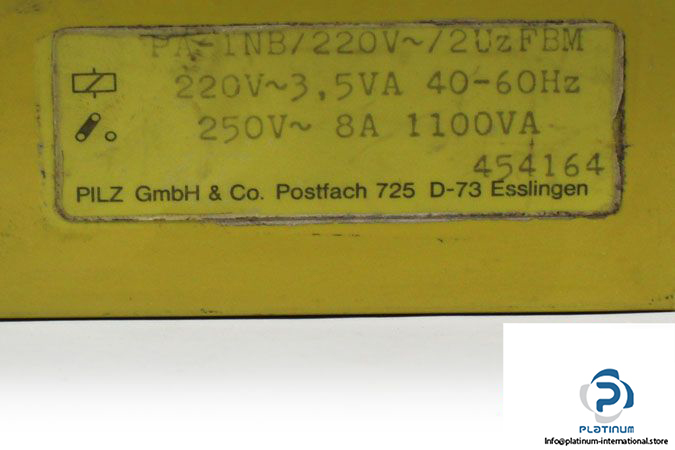 PA-1NB/220V~/2UzFBM
220V~3,5VA 40-60Hz
250V~ 8A 1100VA
454164
PILZ GmbH & Co. Postfach 725 D-73 Esslingen
P
PLATINUM
Info@platinum-international.store